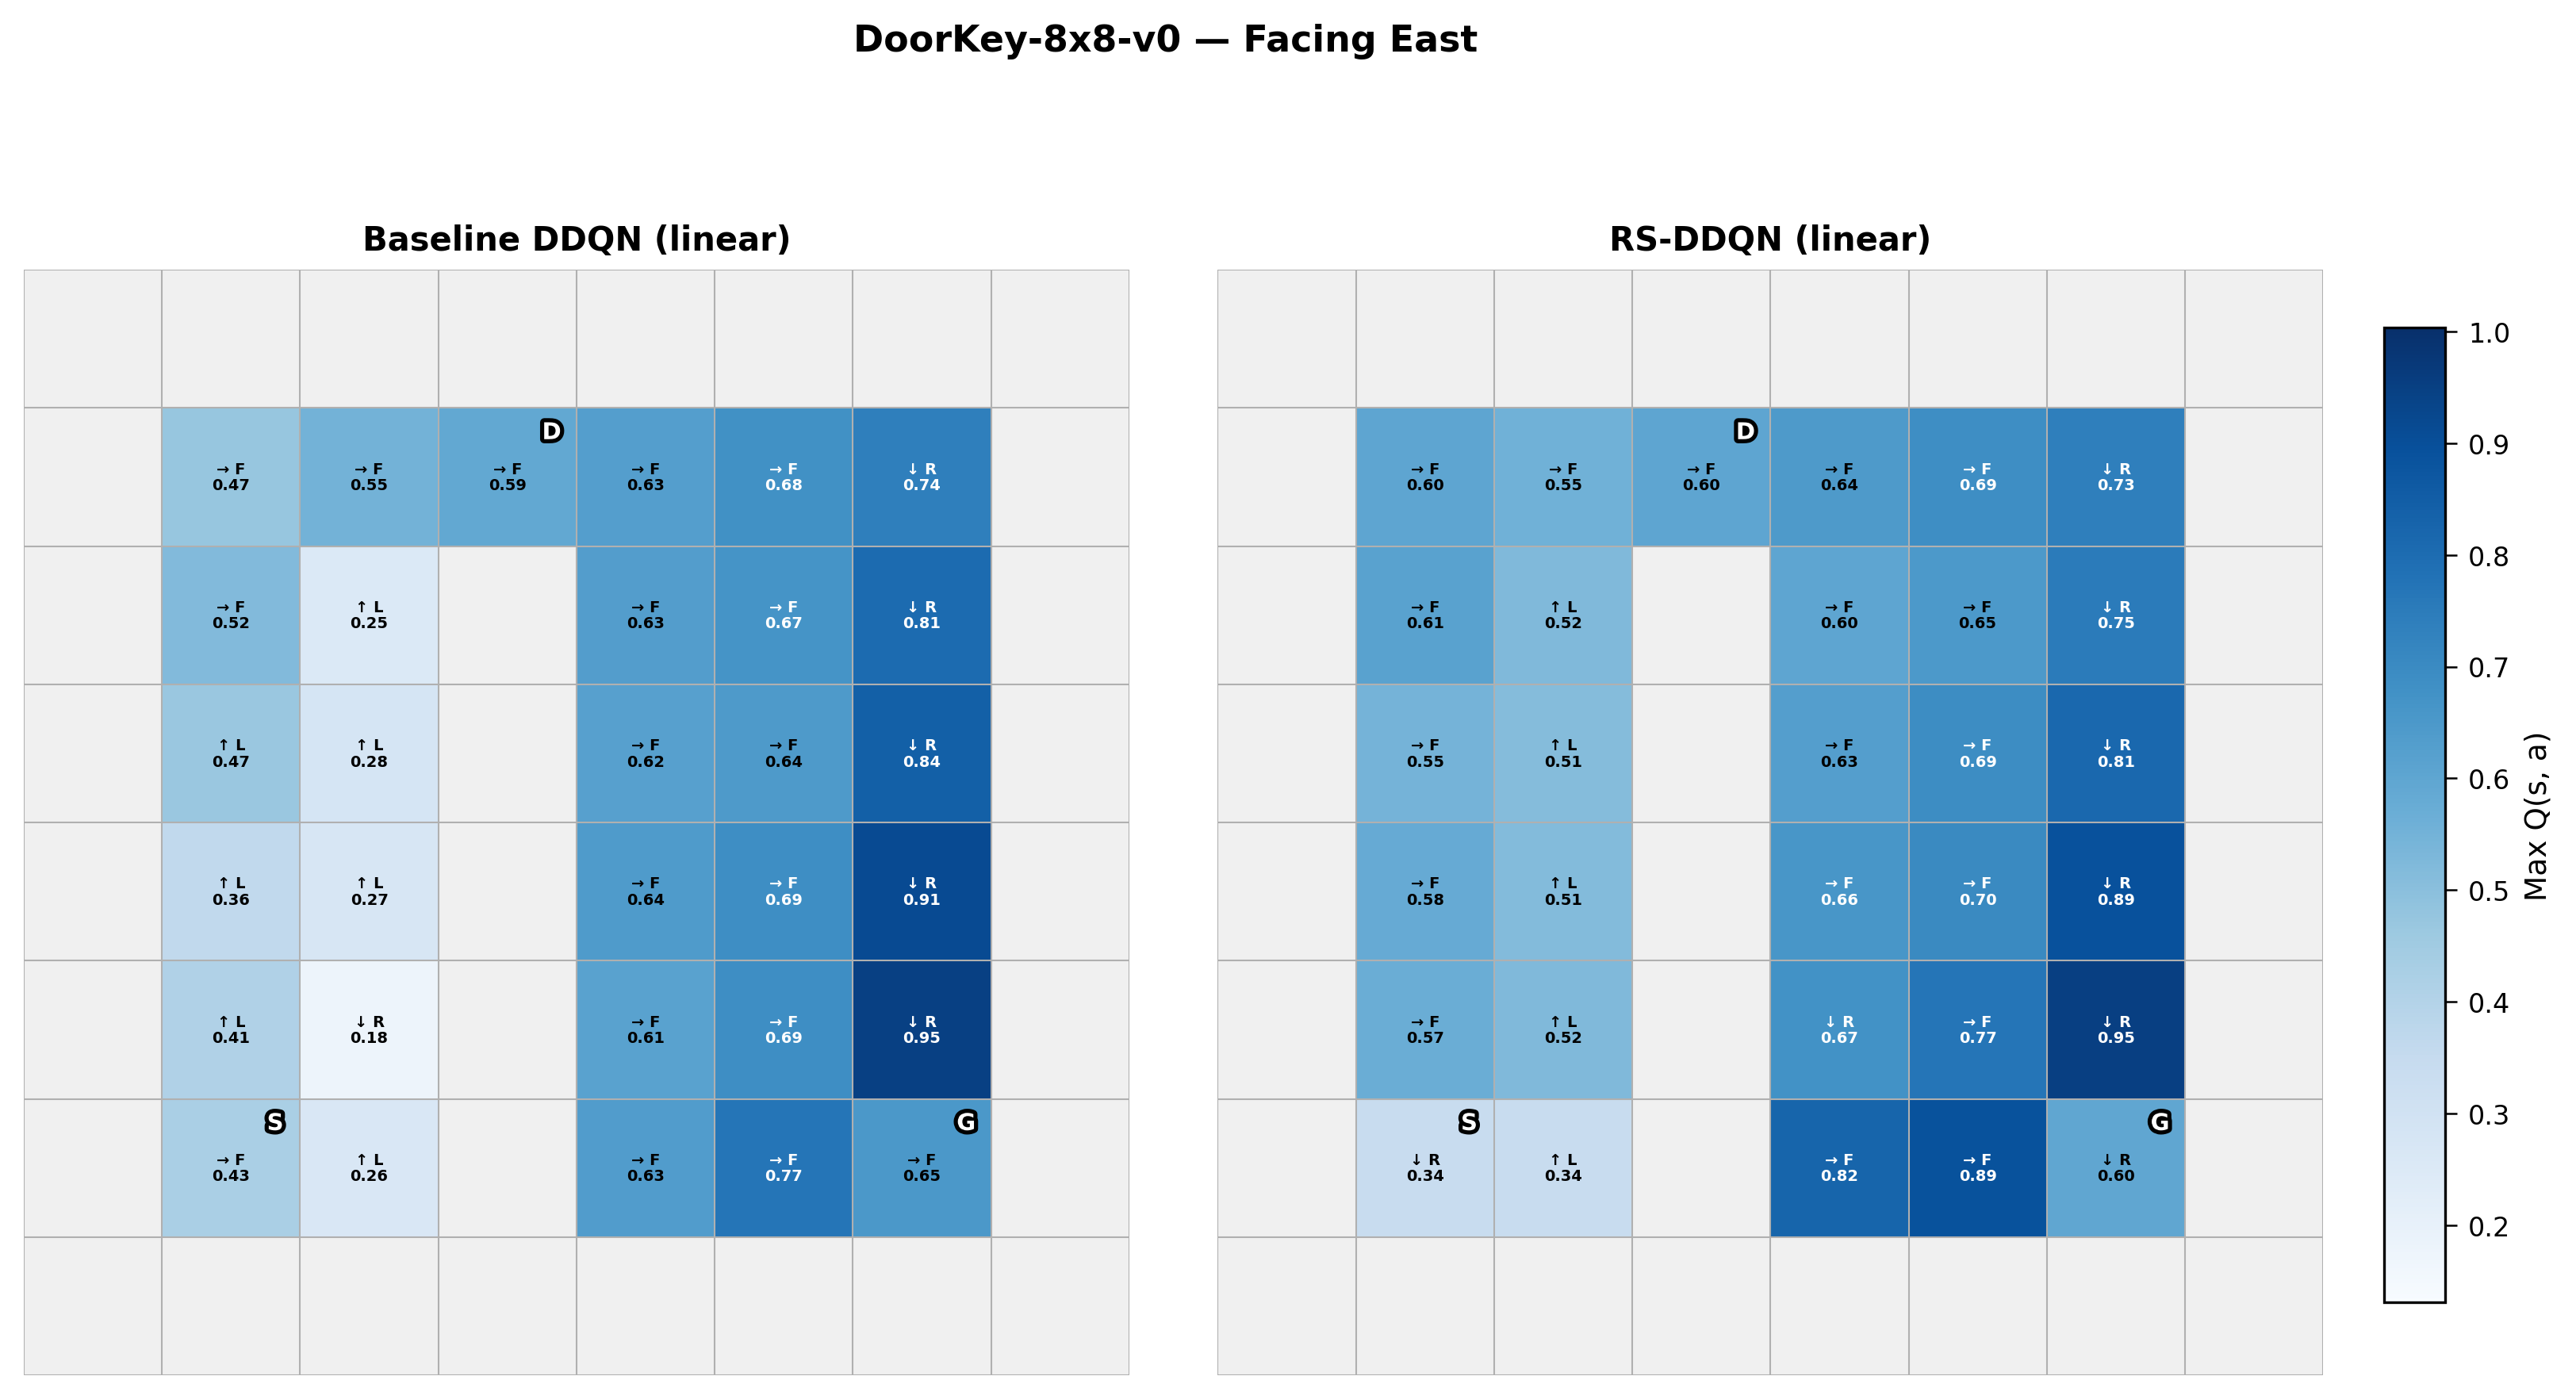 DoorKey-8x8-v0 — Facing East
Baseline DDQN (linear)
D
→ F → F → F → F → F ↓ R
0.47 0.55 0.59 0.63 0.68 0.74
→ F ↑ L → F → F ↓ R
0.52 0.25 0.63 0.67 0.81
↑ L ↑ L → F → F ↓ R
0.47 0.28 0.62 0.64 0.84
↑ L ↑ L → F → F ↓ R
0.36 0.27 0.64 0.69 0.91
↑ L ↓ R → F → F ↓ R
0.41 0.18 0.61 0.69 0.95
S G
→ F ↑ L → F → F → F
0.43 0.26 0.63 0.77 0.65
RS-DDQN (linear)
D
→ F → F → F → F → F ↓ R
0.60 0.55 0.60 0.64 0.69 0.73
→ F ↑ L → F → F ↓ R
0.61 0.52 0.60 0.65 0.75
→ F ↑ L → F → F ↓ R
0.55 0.51 0.63 0.69 0.81
→ F ↑ L → F → F ↓ R
0.58 0.51 0.66 0.70 0.89
→ F ↑ L ↓ R → F ↓ R
0.57 0.52 0.67 0.77 0.95
S G
↓ R ↑ L → F → F ↓ R
0.34 0.34 0.82 0.89 0.60
1.0
0.9
0.8
0.7
0.6
0.5
0.4
0.3
0.2
Max Q(s, a)